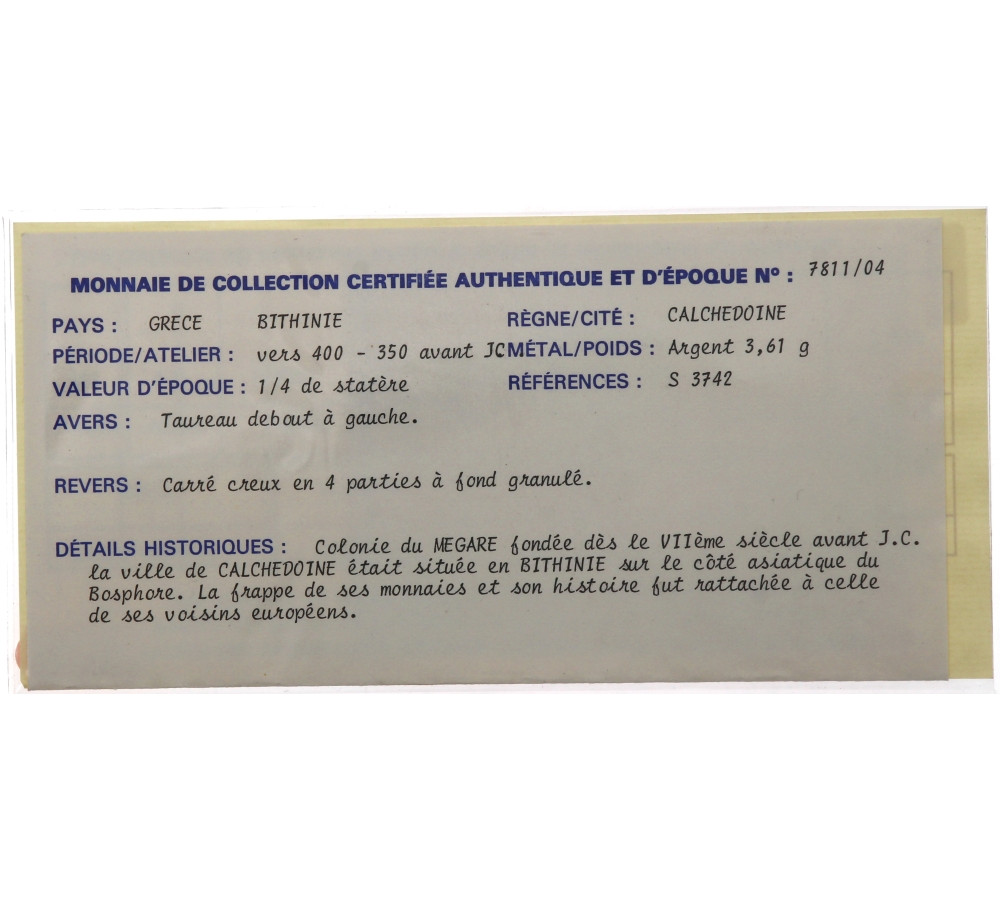 MONNAIE DE COLLECTION CERTIFIÉE AUTHENTIQUE ET D'ÉPOQUE Nº : 7811/04
PAYS : GRECE BITHINIE RÈGNE/CITÉ : CALCHEDOINE
PÉRIODE/ATELIER : vers 400 - 350 avant JC MÉTAL/POIDS : Argent 3,61 g
VALEUR D'ÉPOQUE : 1/4 de statère RÉFÉRENCES : S 3742
AVERS : Taureau debout à gauche.
REVERS : Carré creux en 4 parties à fond granulé.
DÉTAILS HISTORIQUES : Colonie du MEGARE fondée dès le VIIème siècle avant J.C.
la ville de CALCHEDOINE était située en BITHINIE sur le côté asiatique du
Bosphore. La frappe de ses monnaies et son histoire fut rattachée à celle
de ses voisins européens.